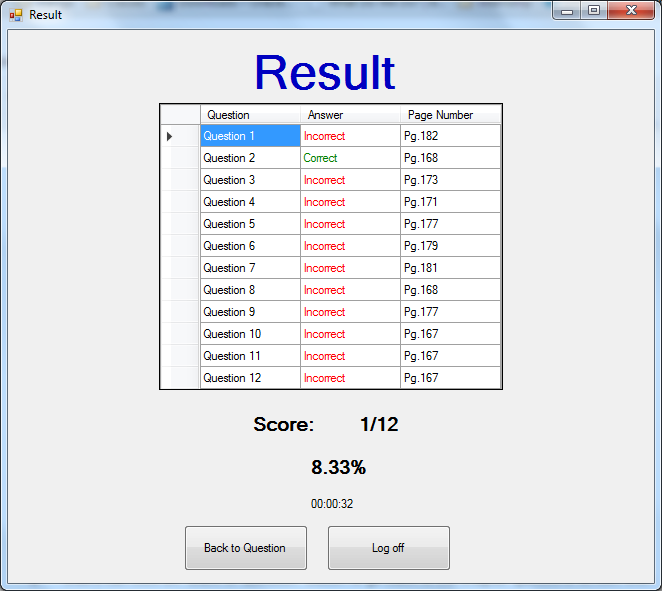 Result
Result
Question Answer Page Number
Question 1 Incorrect Pg.182
Question 2 Correct Pg.168
Question 3 Incorrect Pg.173
Question 4 Incorrect Pg.171
Question 5 Incorrect Pg.177
Question 6 Incorrect Pg.179
Question 7 Incorrect Pg.181
Question 8 Incorrect Pg.168
Question 9 Incorrect Pg.177
Question 10 Incorrect Pg.167
Question 11 Incorrect Pg.167
Question 12 Incorrect Pg.167
Score: 1/12
8.33%
00:00:32
Back to Question Log off